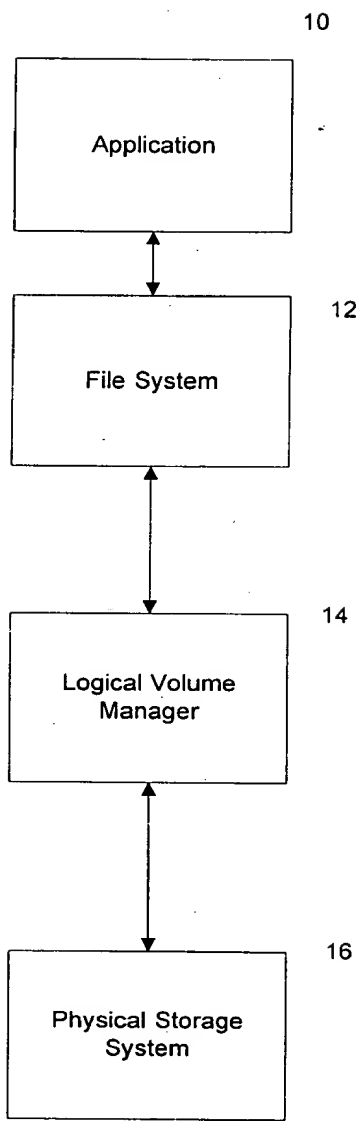 10
Application
12
File System
14
Logical Volume
Manager
16
Physical Storage
System